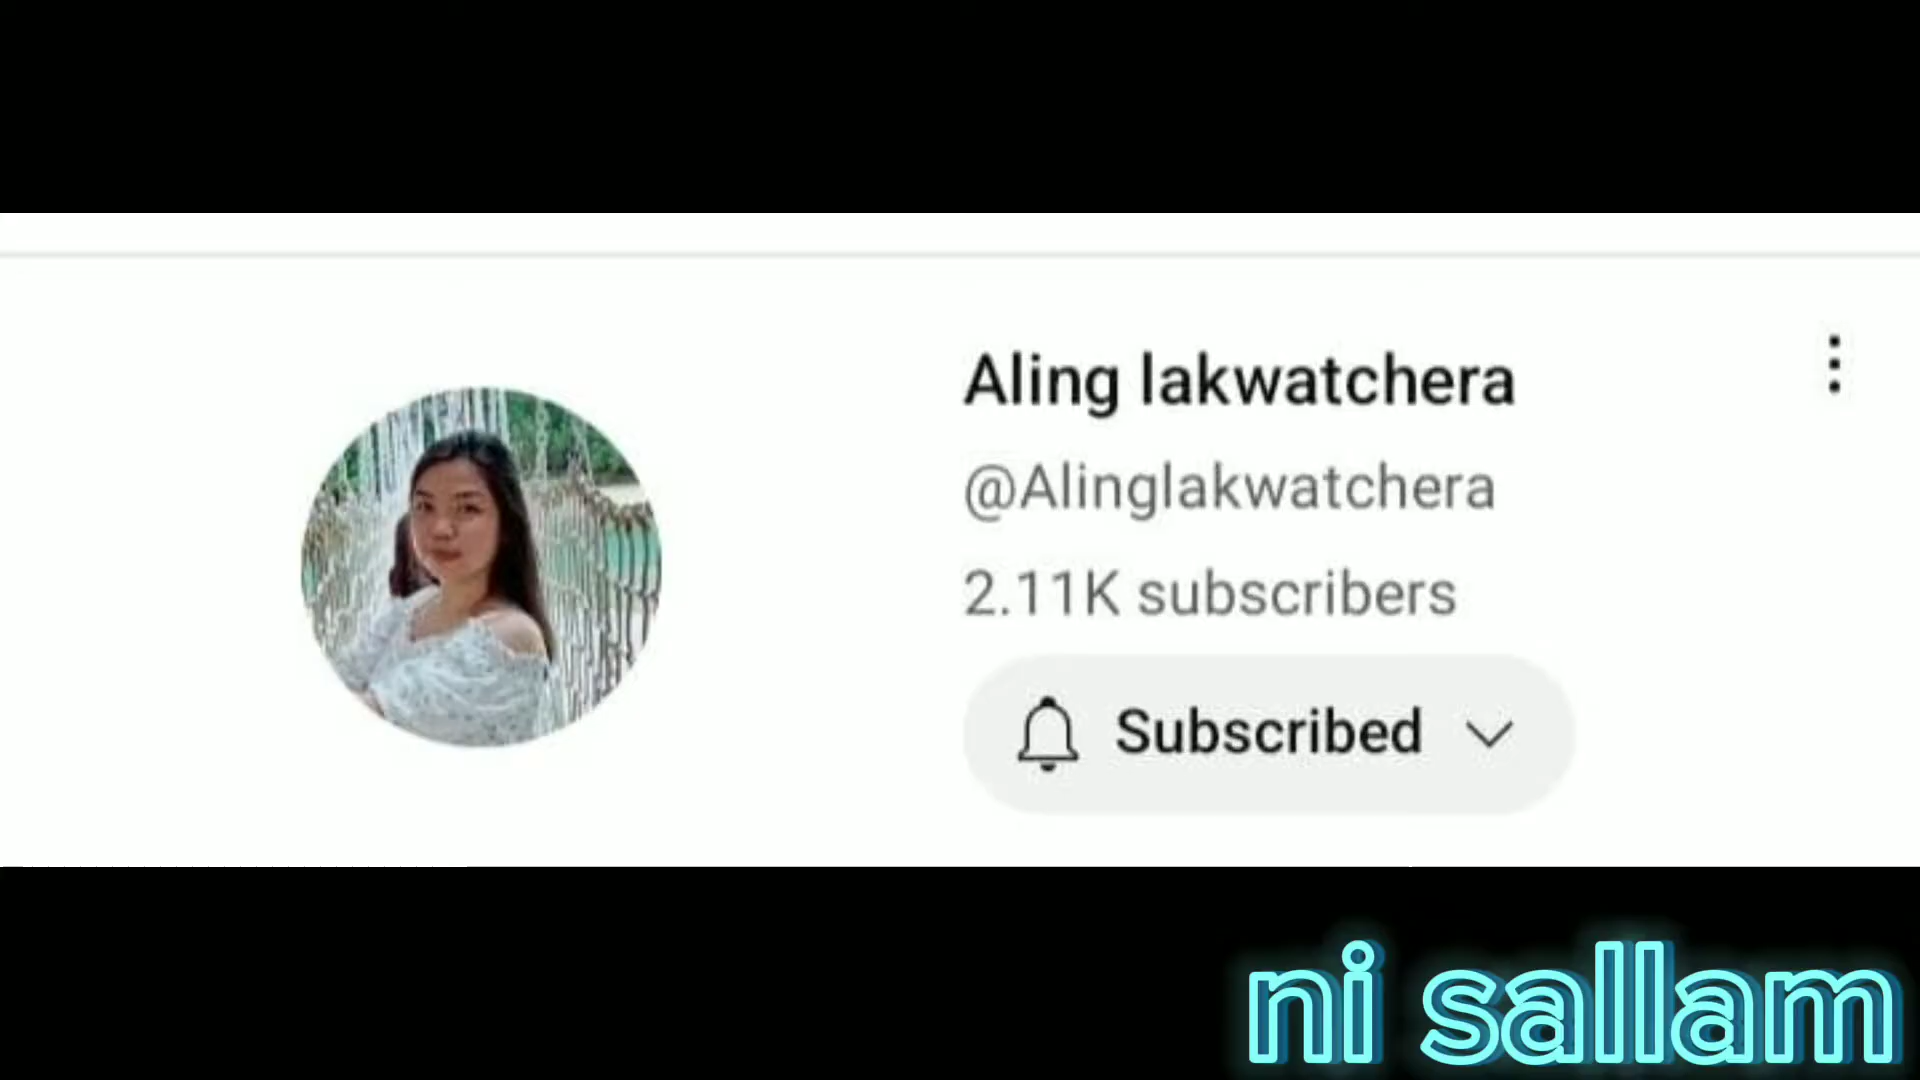 Aling lakwatchera
@Alinglakwatchera
2.11K subscribers
Subscribed
ni sallam